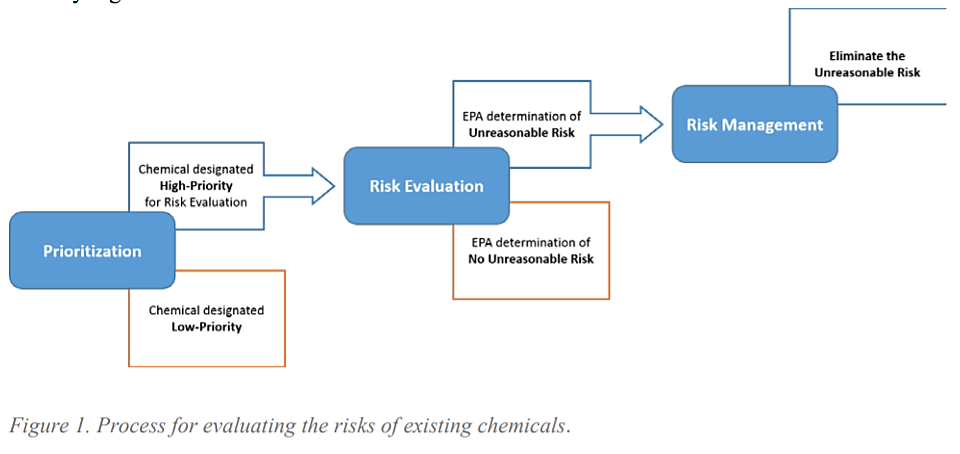 Eliminate the
Unreasonable Risk
Risk Management
EPA determination of
Unreasonable Risk
Chemical designated
High-Priority
for Risk Evaluation
Risk Evaluation
Prioritization
EPA determination of
No Unreasonable Risk
Chemical designated
Low-Priority
Figure 1. Process for evaluating the risks of existing chemicals.